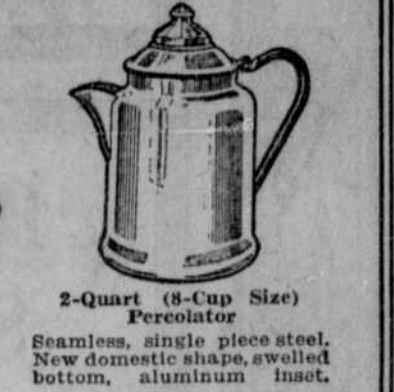 2-Quart (8-Cup Size)
Percolator
Seamless, single piece steel.
New domestic shape, swelled
bottom, aluminum inset.